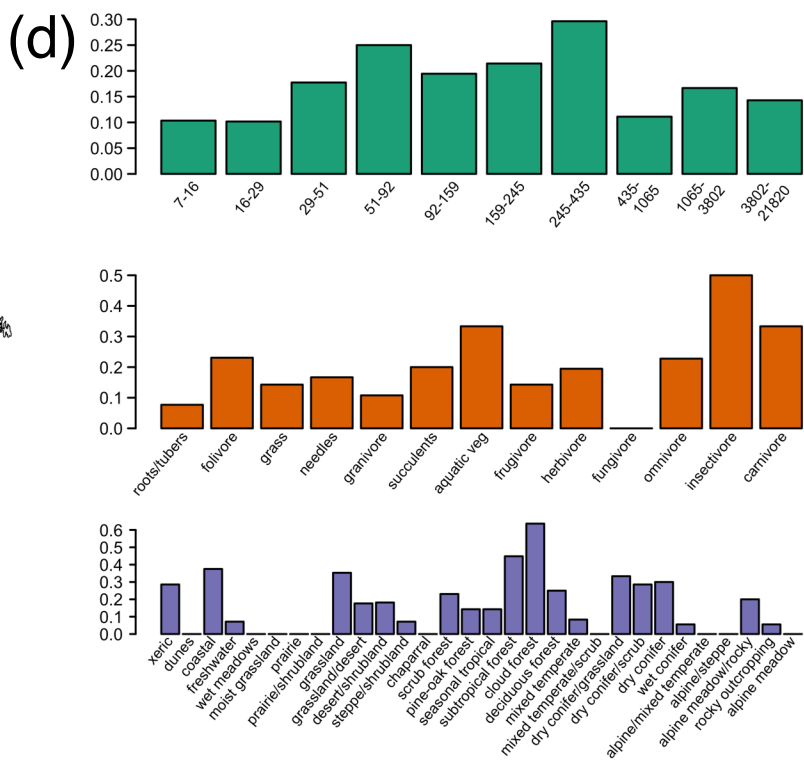 (d)
0.30
0.25
0.20
0.15
0.10
0.05
0.00
7-16
16-29
29-51
51-92
92-159
159-245
245-435
435-
1065
1065-
3802
3802-
21820
0.5
0.4
0.3
0.2
0.1
0.0
roots/tubers
folivore
grass
needles
granivore
succulents
aquatic veg
frugivore
herbivore
fungivore
omnivore
insectivore
carnivore
0.6
0.5
0.4
0.3
0.2
0.1
0.0
xeric
dunes
coastal
freshwater
wet meadows
moist grassland
prairie
prairie/shrubland
grassland
grassland/desert
desert/shrubland
steppe/shrubland
chaparral
scrub forest
pine-oak forest
seasonal tropical
subtropical forest
cloud forest
deciduous forest
mixed temperate
mixed temperate/scrub
dry conifer/grassland
dry conifer/scrub
dry conifer
wet conifer
alpine/mixed temperate
alpine/steppe
alpine meadow/rocky
rocky outcropping
alpine meadow